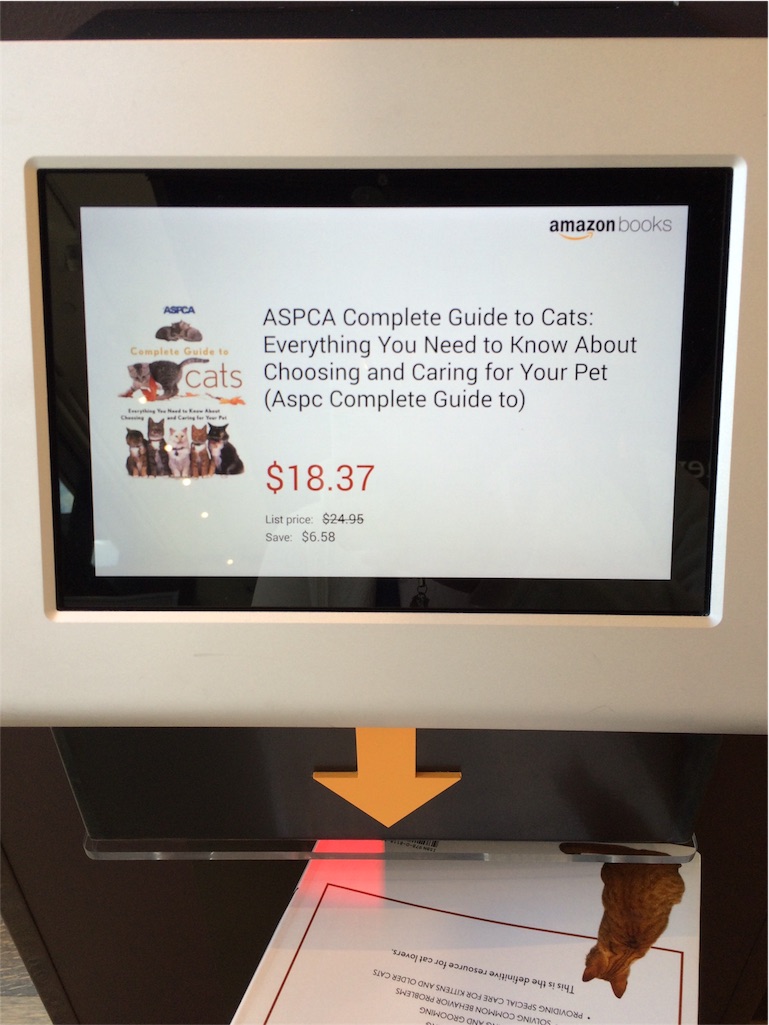 amazon books
ASPCA Complete Guide to Cats:
Everything You Need to Know About
Choosing and Caring for Your Pet
(Aspc Complete Guide to)
$18.37
List price: $24.95
Save: $6.58
ASPCA
Complete Guide to
cats
Everything You Need to Know About
Choosing and Caring for Your Pet
This is the definitive resource for cat lovers.
• PROVIDING SPECIAL CARE FOR KITTENS AND OLDER CATS
SOLVING COMMON BEHAVIOR PROBLEMS
AND GROOMING